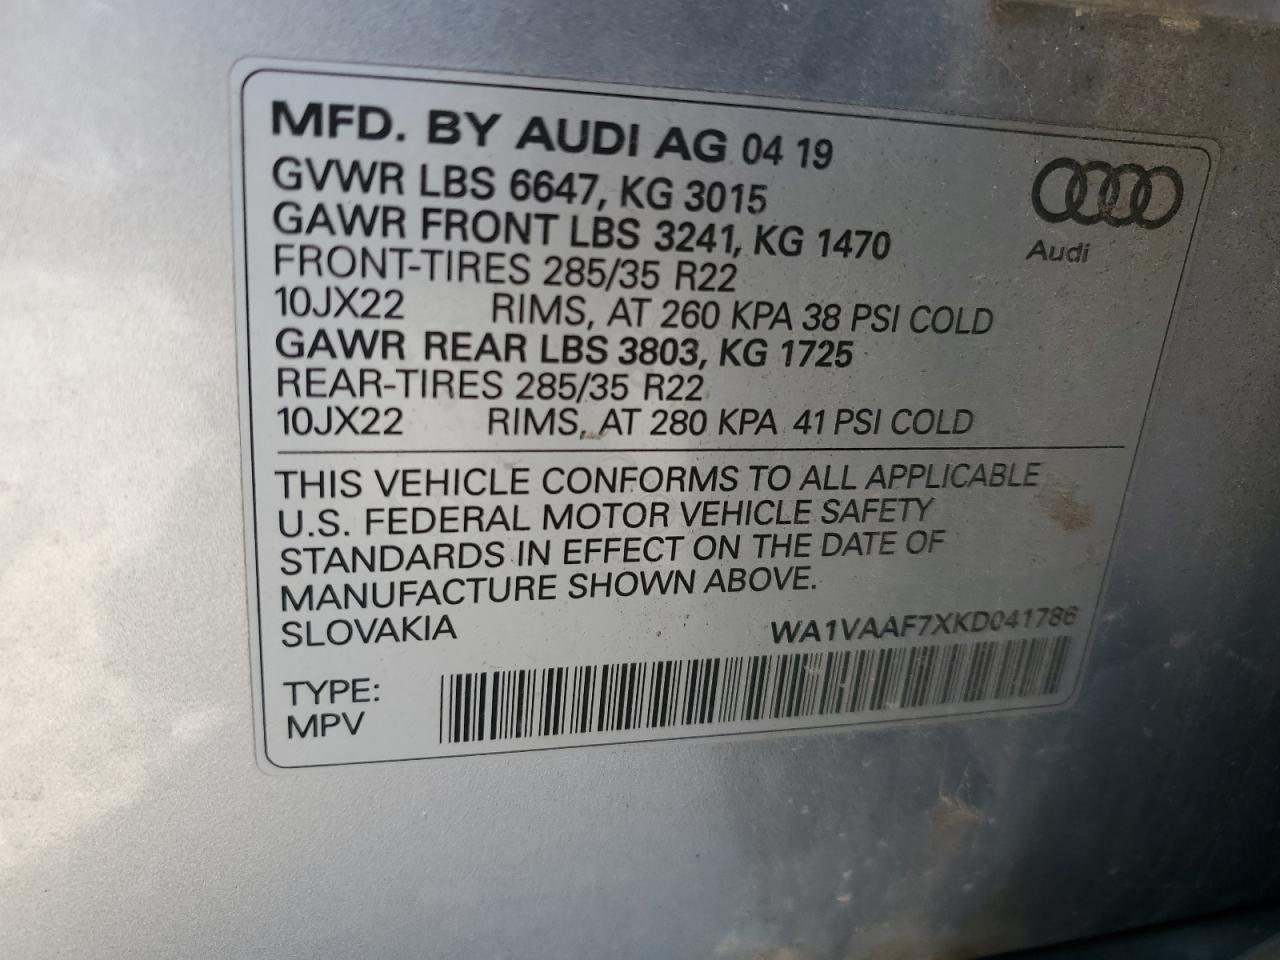 MFD. BY AUDI AG 04 19
GVWR LBS 6647, KG 3015
GAWR FRONT LBS 3241, KG 1470
FRONT-TIRES 285/35 R22
10JX22 RIMS, AT 260 KPA 38 PSI COLD
GAWR REAR LBS 3803, KG 1725
REAR-TIRES 285/35 R22
10JX22 RIMS, AT 280 KPA 41 PSI COLD
Audi
THIS VEHICLE CONFORMS TO ALL APPLICABLE
U.S. FEDERAL MOTOR VEHICLE SAFETY
STANDARDS IN EFFECT ON THE DATE OF
MANUFACTURE SHOWN ABOVE.
SLOVAKIA WA1VAAF7XKD041786
TYPE:
MPV